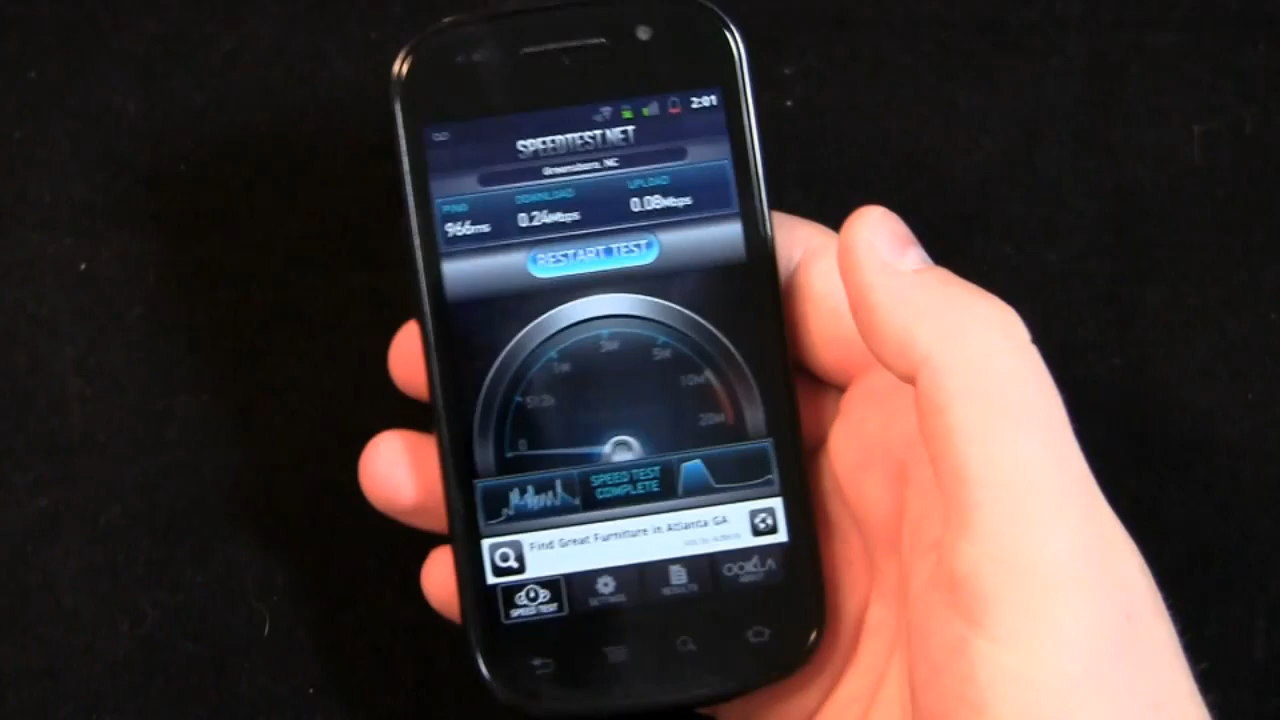 2:01
SPEEDTEST.NET
Greensboro, NC
PING DOWNLOAD UPLOAD
966ms 0.24Mbps 0.08Mbps
RESTART TEST
0 512k 1M 3M 5M 10M 20M
SPEED TEST
COMPLETE
Find Great Furniture in Atlanta GA
SPEED TEST SETTINGS RESULTS OOKLA
ABOUT